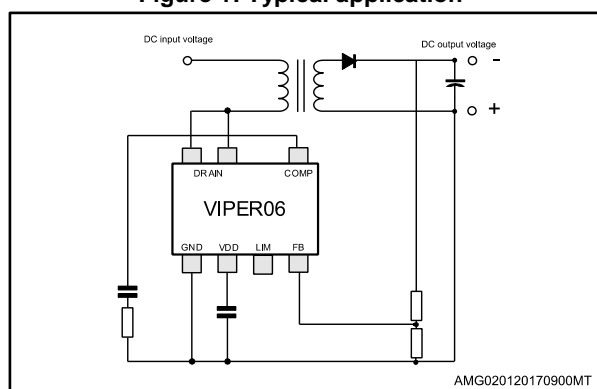 Figure 1. Typical application
DC input voltage
DC output voltage
-
+
DRAIN
COMP
VIPER06
GND VDD LIM FB
AMG020120170900MT